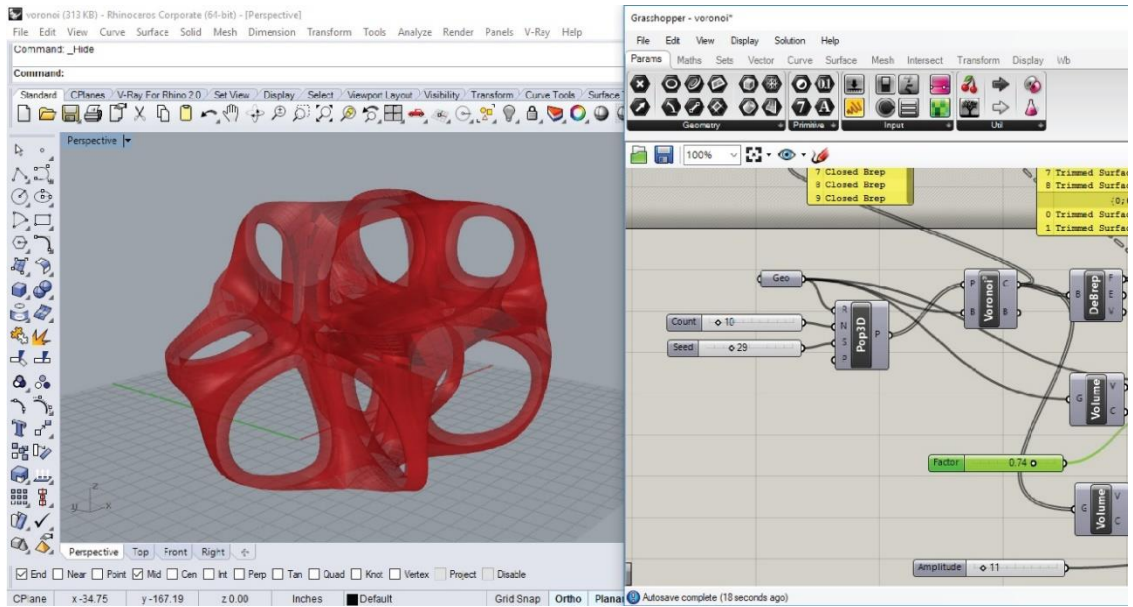 voronoi (313 KB) - Rhinoceros Corporate (64-bit) - [Perspective]
File Edit View Curve Surface Solid Mesh Dimension Transform Tools Analyze Render Panels V-Ray Help
Command: _Hide
Command:
Standard CPlanes V-Ray For Rhino 2.0 Set View Display Select Viewport Layout Visibility Transform Curve Tools Surface
Perspective
z
y x
Perspective Top Front Right
End Near Point Mid Cen Int Perp Tan Quad Knot Vertex Project Disable
CPlane x -34.75 y -167.19 z 0.00 Inches Default Grid Snap Ortho Planar
Grasshopper - voronoi*
File Edit View Display Solution Help
Params Maths Sets Vector Curve Surface Mesh Intersect Transform Display Wb
Geometry Primitive Input Util
100%
7 Closed Brep
8 Closed Brep
9 Closed Brep
7 Trimmed Surfa
8 Trimmed Surfa
{0;
0 Trimmed Surfa
1 Trimmed Surfa
Geo
Count 10
Seed 29
R
N
S
P
Pop3D
P
P
B
Voronoi³
C
B
B
DeBrep
F
E
V
G
Volume
V
C
Factor 0.74
G
Volume
V
C
Amplitude 11
Autosave complete (18 seconds ago)